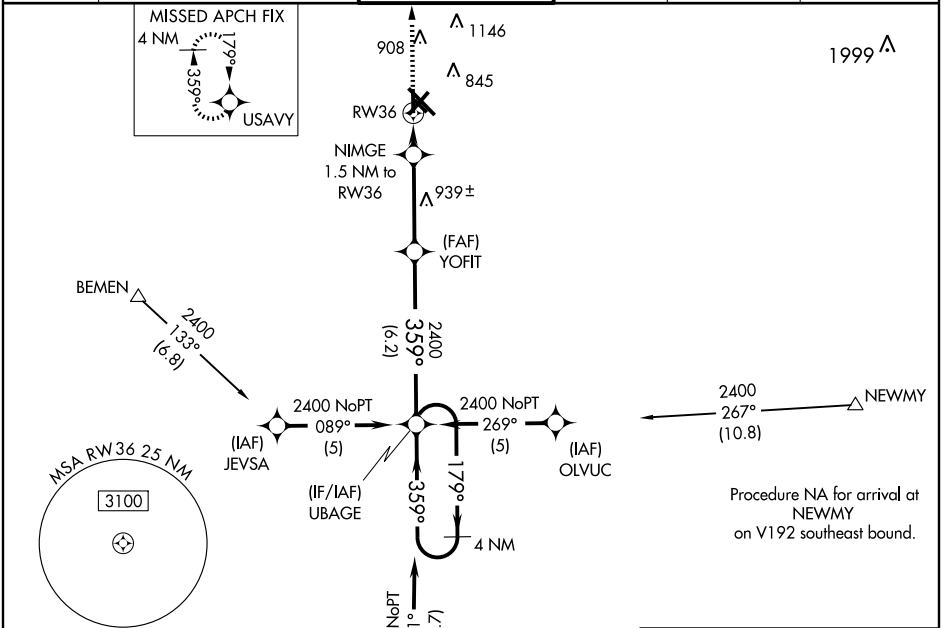 MISSED APCH FIX
4 NM
179°
359°
USAVY
908
1146
845
1999
RW36
NIMGE
1.5 NM to
RW36
939±
(FAF)
YOFIT
BEMEN
2400
133°
(6.8)
2400
359°
(6.2)
2400 NoPT
089°
(5)
(IAF)
JEVSA
2400 NoPT
269°
(5)
(IAF)
OLVUC
2400
267°
(10.8)
NEWMY
(IF/IAF)
UBAGE
359°
179°
4 NM
MSA RW36 25 NM
3100
Procedure NA for arrival at
NEWMY
on V192 southeast bound.
NoPT